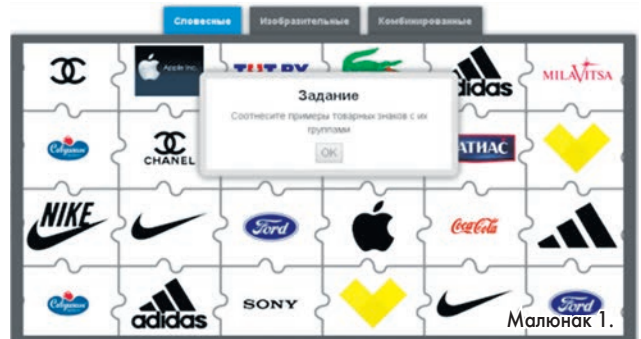 Словесные Изобразительные Комбинированные
Apple Inc. TUT.BY adidas MILAVITSA
Задание
Соотнесите примеры товарных знаков с их
группами
OK
CHANEL
NIKE Ford Coca-Cola
adidas SONY Ford
Малюнак 1.